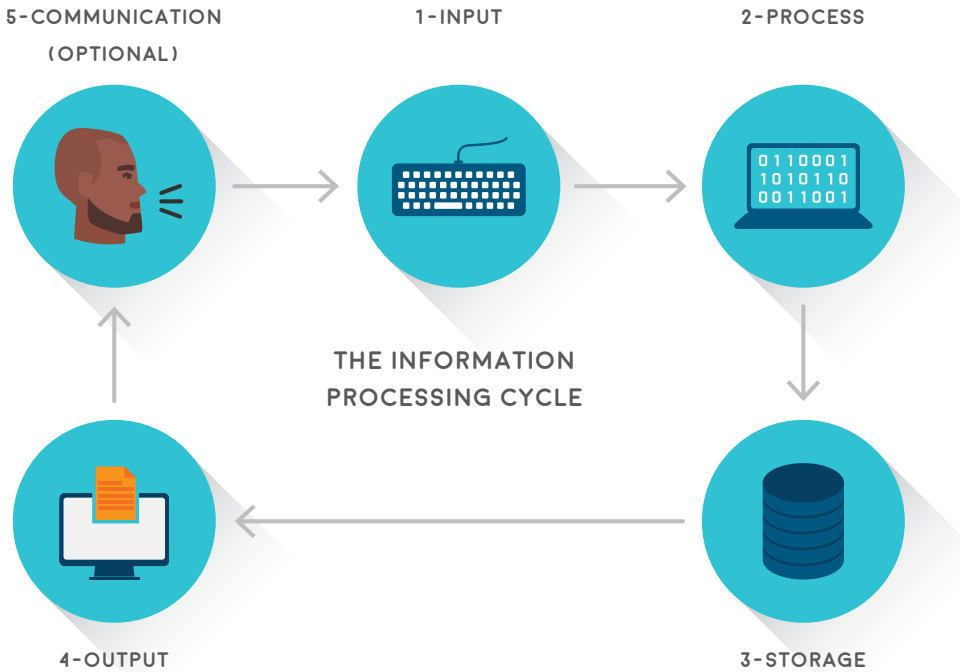 5-COMMUNICATION
(OPTIONAL)
1-INPUT
2-PROCESS
0110001
1010110
0011001
THE INFORMATION
PROCESSING CYCLE
4-OUTPUT
3-STORAGE